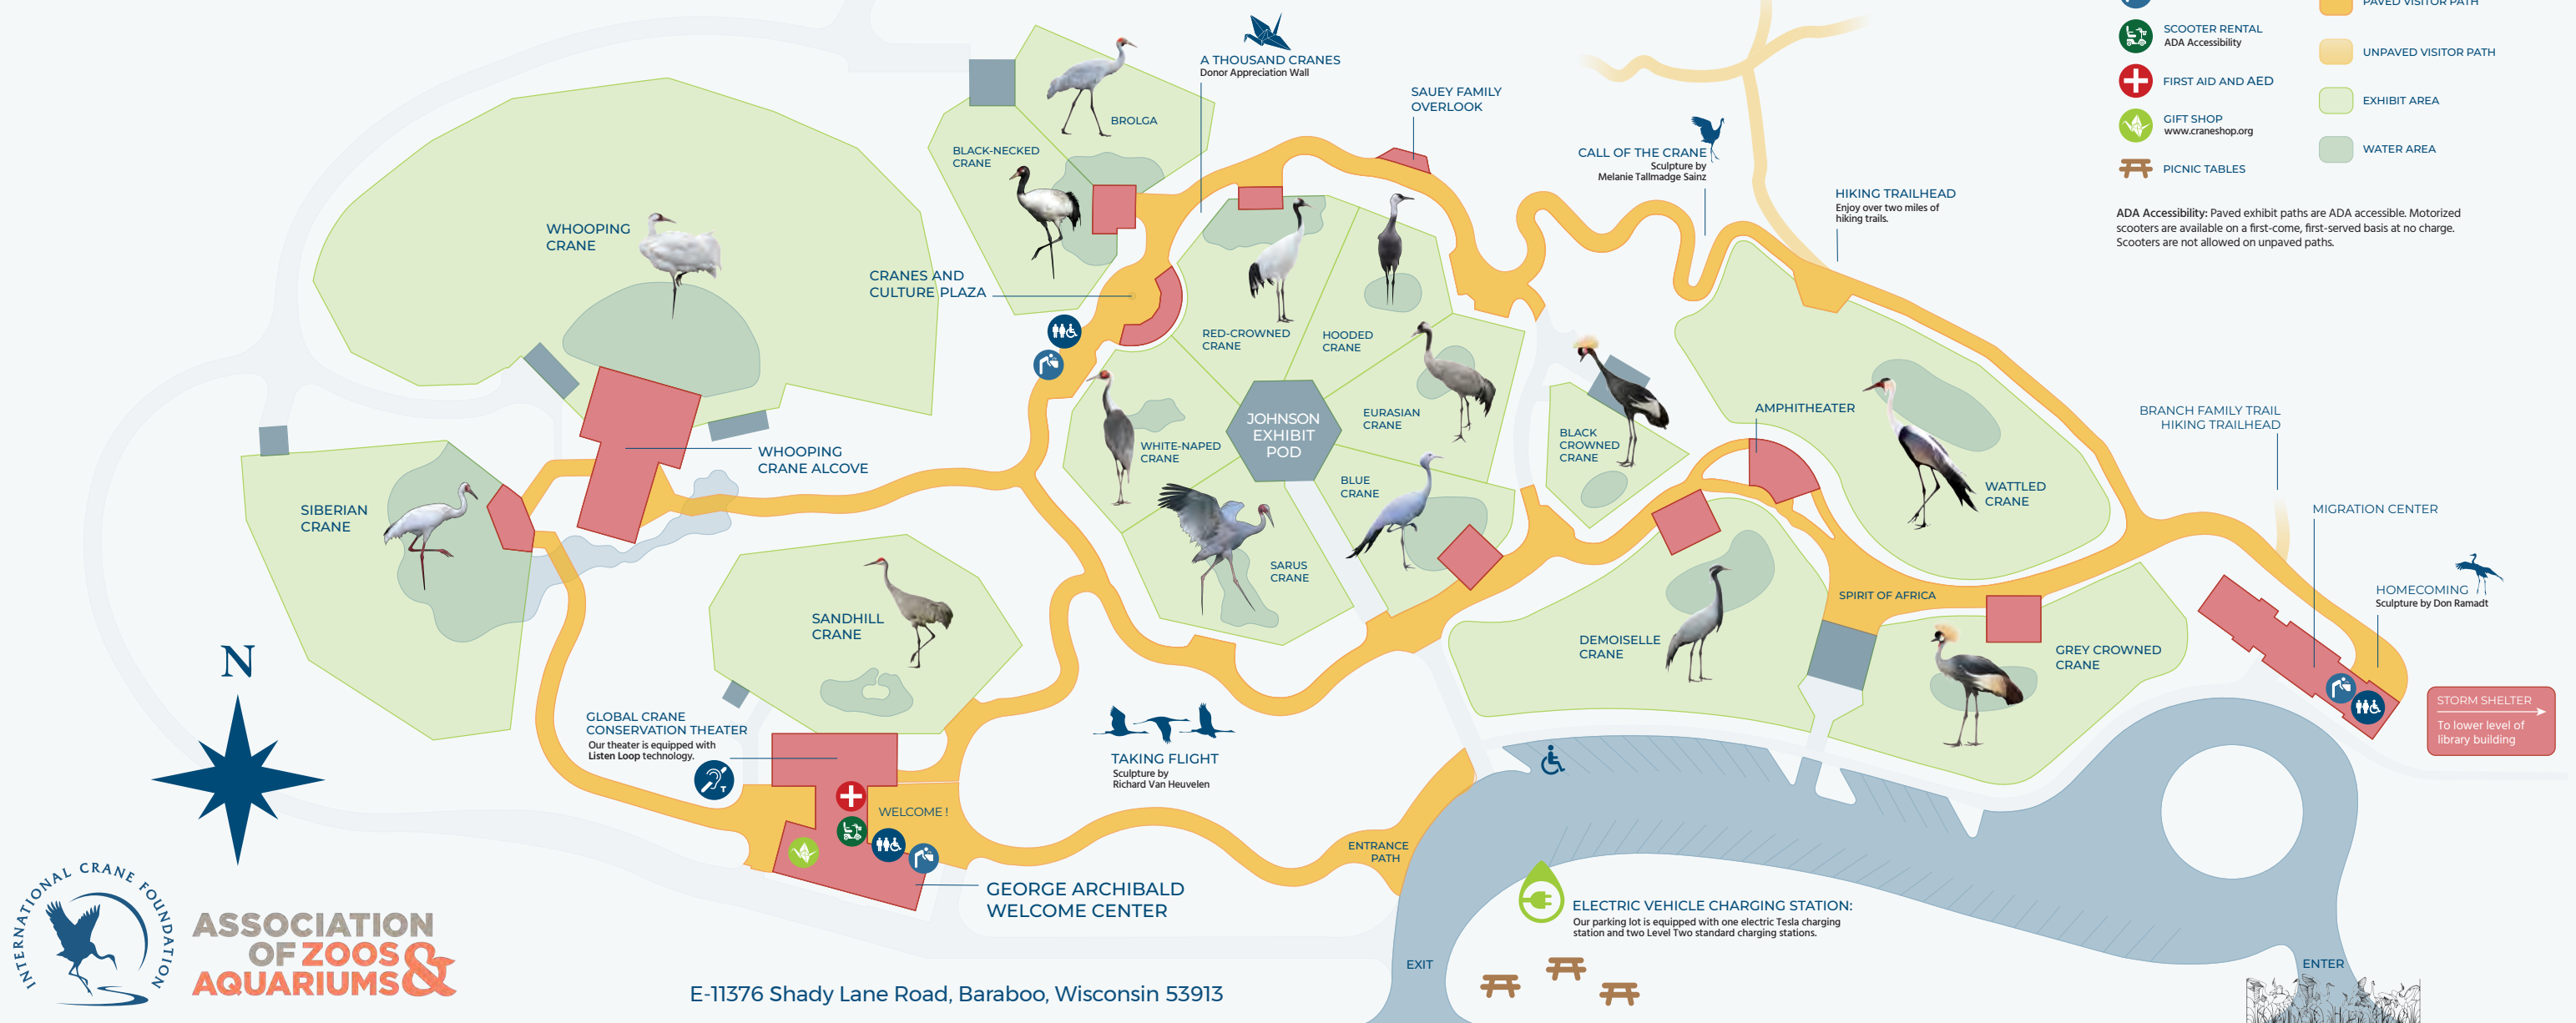 A THOUSAND CRANES
Donor Appreciation Wall
SAUEY FAMILY
OVERLOOK
BROLGA
BLACK-NECKED
CRANE
CALL OF THE CRANE
Sculpture by
Melanie Tallmadge Sainz
HIKING TRAILHEAD
Enjoy over two miles of
hiking trails.
PAVED VISITOR PATH
SCOOTER RENTAL
ADA Accessibility
UNPAVED VISITOR PATH
FIRST AID AND AED
EXHIBIT AREA
GIFT SHOP
www.craneshop.org
WATER AREA
PICNIC TABLES
ADA Accessibility: Paved exhibit paths are ADA accessible. Motorized
scooters are available on a first-come, first-served basis at no charge.
Scooters are not allowed on unpaved paths.
WHOOPING
CRANE
CRANES AND
CULTURE PLAZA
RED-CROWNED
CRANE
HOODED
CRANE
EURASIAN
CRANE
JOHNSON
EXHIBIT
POD
WHITE-NAPED
CRANE
BLUE
CRANE
SARUS
CRANE
BLACK
CROWNED
CRANE
AMPHITHEATER
WATTLED
CRANE
BRANCH FAMILY TRAIL
HIKING TRAILHEAD
MIGRATION CENTER
HOMECOMING
Sculpture by Don Ramadt
WHOOPING
CRANE ALCOVE
SIBERIAN
CRANE
SANDHILL
CRANE
SPIRIT OF AFRICA
DEMOISELLE
CRANE
GREY CROWNED
CRANE
STORM SHELTER
To lower level of
library building
N
GLOBAL CRANE
CONSERVATION THEATER
Our theater is equipped with
Listen Loop technology.
T
TAKING FLIGHT
Sculpture by
Richard Van Heuvelen
WELCOME !
ENTRANCE
PATH
GEORGE ARCHIBALD
WELCOME CENTER
ELECTRIC VEHICLE CHARGING STATION:
Our parking lot is equipped with one electric Tesla charging
station and two Level Two standard charging stations.
EXIT
ENTER
INTERNATIONAL CRANE FOUNDATION
ASSOCIATION
OF ZOOS
AQUARIUMS &
E-11376 Shady Lane Road, Baraboo, Wisconsin 53913